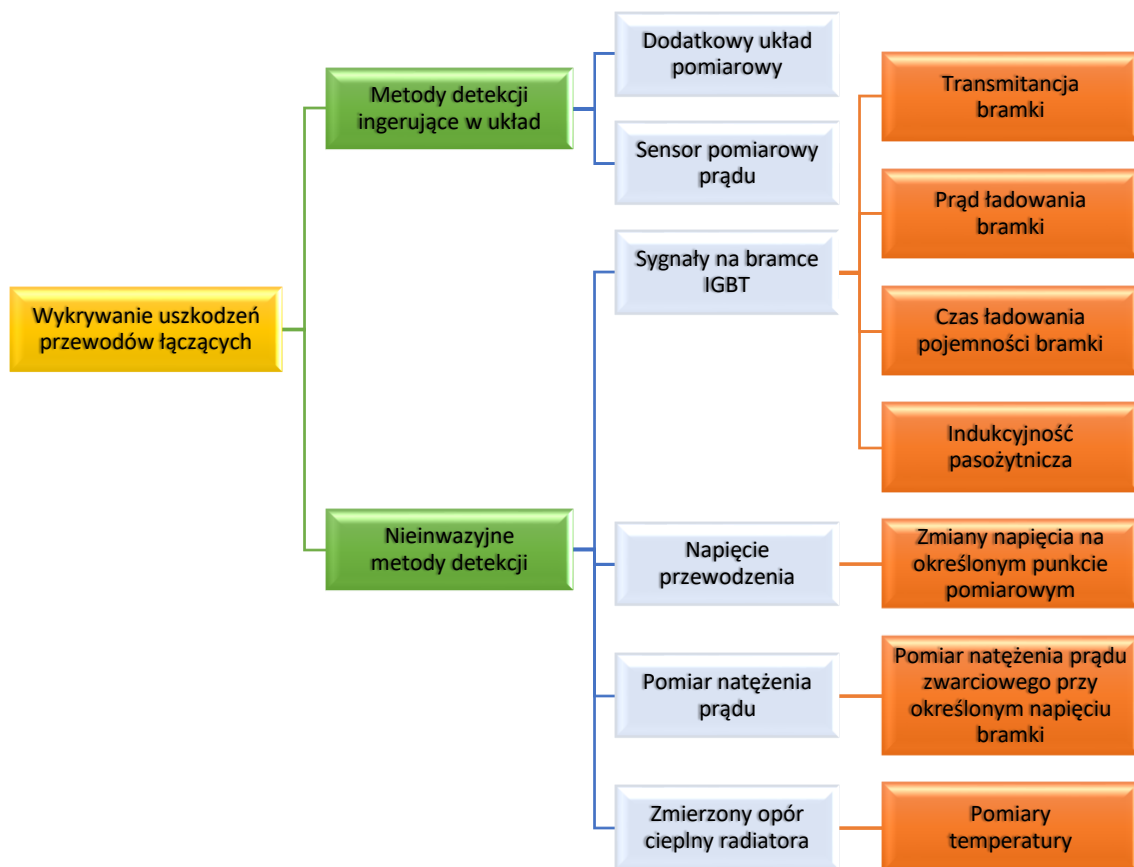 Wykrywanie uszkodzeń
przewodów łączących
Metody detekcji
ingerujące w układ
Dodatkowy układ
pomiarowy
Sensor pomiarowy
prądu
Nieinwazyjne
metody detekcji
Sygnały na bramce
IGBT
Transmitancja
bramki
Prąd ładowania
bramki
Czas ładowania
pojemności bramki
Indukcyjność
pasożytnicza
Napięcie
przewodzenia
Zmiany napięcia na
określonym punkcie
pomiarowym
Pomiar natężenia
prądu
Pomiar natężenia prądu
zwarciowego przy
określonym napięciu
bramki
Zmierzony opór
cieplny radiatora
Pomiary
temperatury